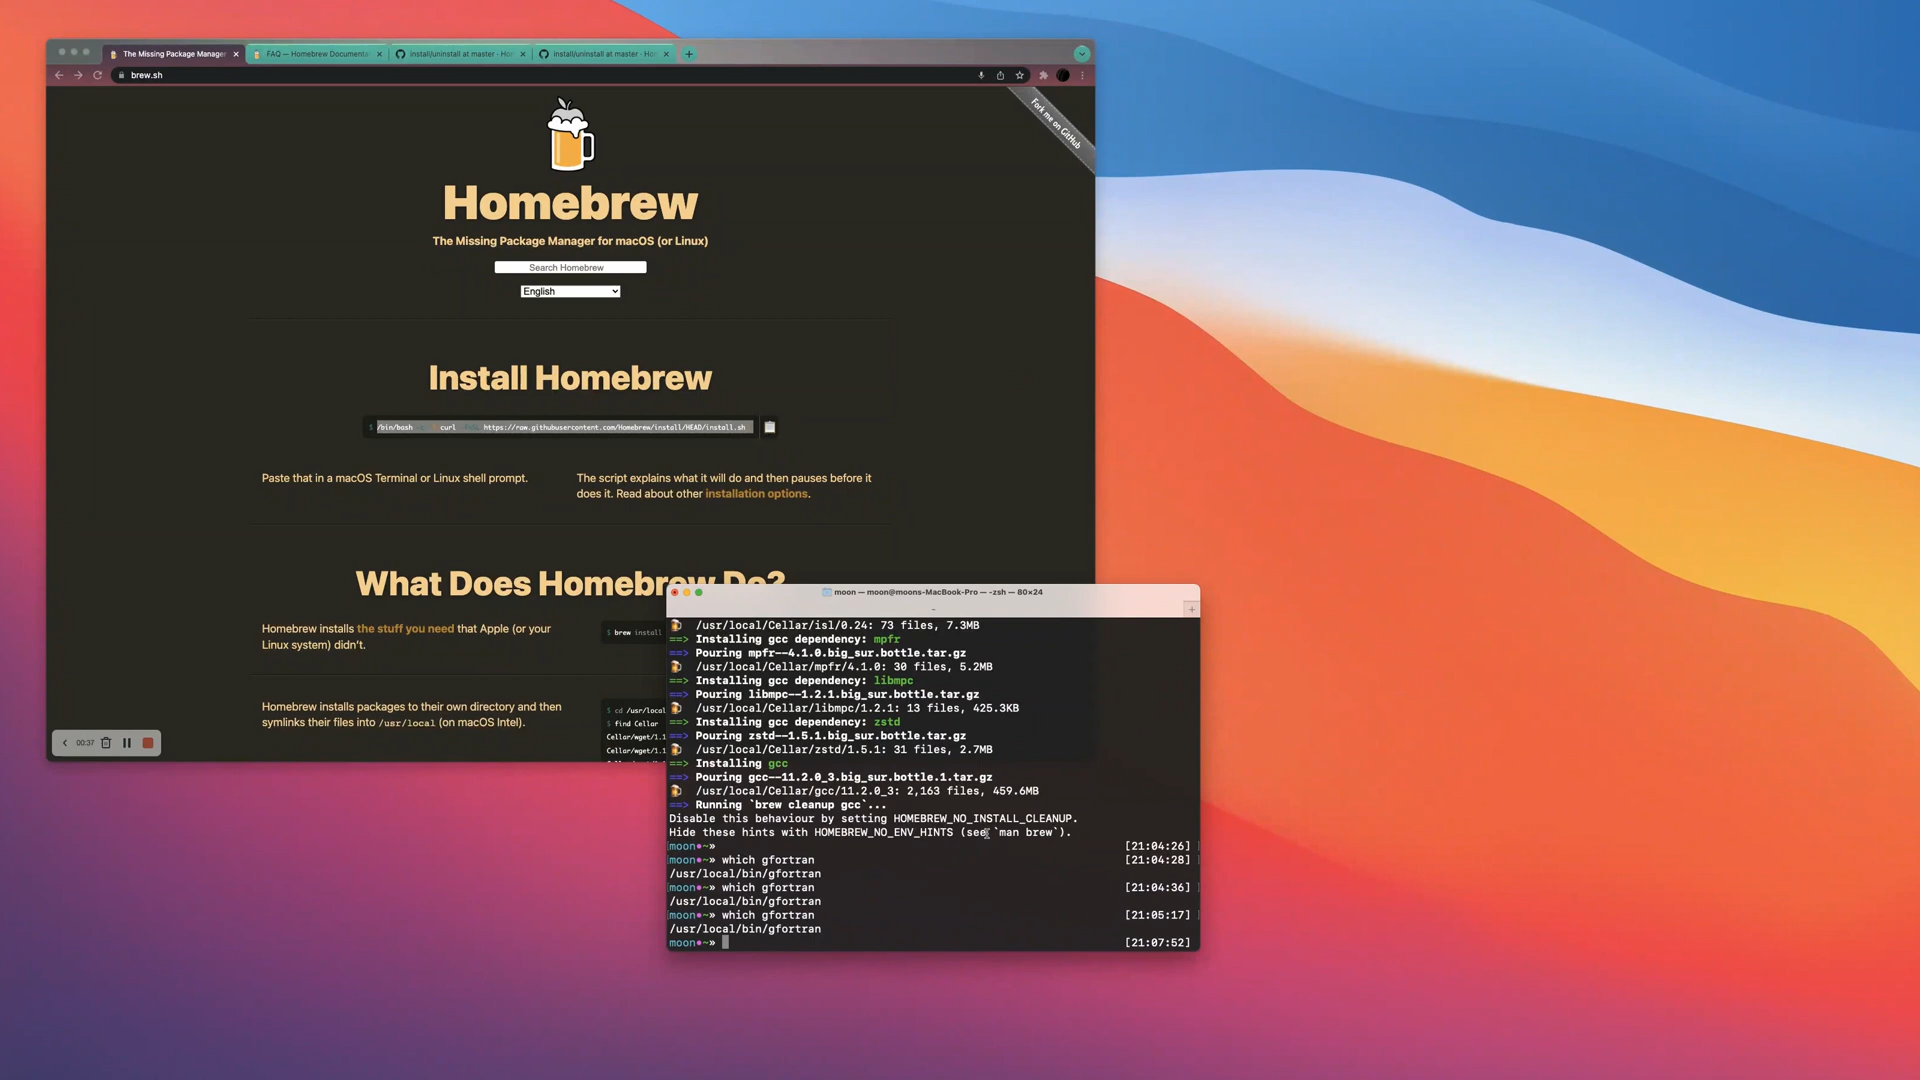 The Missing Package Manager
FAQ — Homebrew Documenta
install/uninstall at master · Ho
install/uninstall at master · Ho
brew.sh
Fork me on GitHub
Homebrew
The Missing Package Manager for macOS (or Linux)
Search Homebrew
English
Install Homebrew
$ /bin/bash curl https://raw.githubusercontent.com/Homebrew/install/HEAD/install.sh
Paste that in a macOS Terminal or Linux shell prompt.
The script explains what it will do and then pauses before it
does it. Read about other installation options.
What Does Homebrew Do?
Homebrew installs the stuff you need that Apple (or your
Linux system) didn't.
$ brew install
Homebrew installs packages to their own directory and then
symlinks their files into /usr/local (on macOS Intel).
$ cd /usr/local
$ find Cellar
Cellar/wget/1.1
Cellar/wget/1.1
00:37
moon — moon@moons-MacBook-Pro — -zsh — 80×24
/usr/local/Cellar/isl/0.24: 73 files, 7.3MB
==> Installing gcc dependency: mpfr
==> Pouring mpfr--4.1.0.big_sur.bottle.tar.gz
/usr/local/Cellar/mpfr/4.1.0: 30 files, 5.2MB
==> Installing gcc dependency: libmpc
==> Pouring libmpc--1.2.1.big_sur.bottle.tar.gz
/usr/local/Cellar/libmpc/1.2.1: 13 files, 425.3KB
==> Installing gcc dependency: zstd
==> Pouring zstd--1.5.1.big_sur.bottle.tar.gz
/usr/local/Cellar/zstd/1.5.1: 31 files, 2.7MB
==> Installing gcc
==> Pouring gcc--11.2.0_3.big_sur.bottle.1.tar.gz
/usr/local/Cellar/gcc/11.2.0_3: 2,163 files, 459.6MB
==> Running `brew cleanup gcc`...
Disable this behaviour by setting HOMEBREW_NO_INSTALL_CLEANUP.
Hide these hints with HOMEBREW_NO_ENV_HINTS (see `man brew`).
moon•~» [21:04:26]
moon•~» which gfortran [21:04:28]
/usr/local/bin/gfortran
moon•~» which gfortran [21:04:36]
/usr/local/bin/gfortran
moon•~» which gfortran [21:05:17]
/usr/local/bin/gfortran
moon•~» [21:07:52]